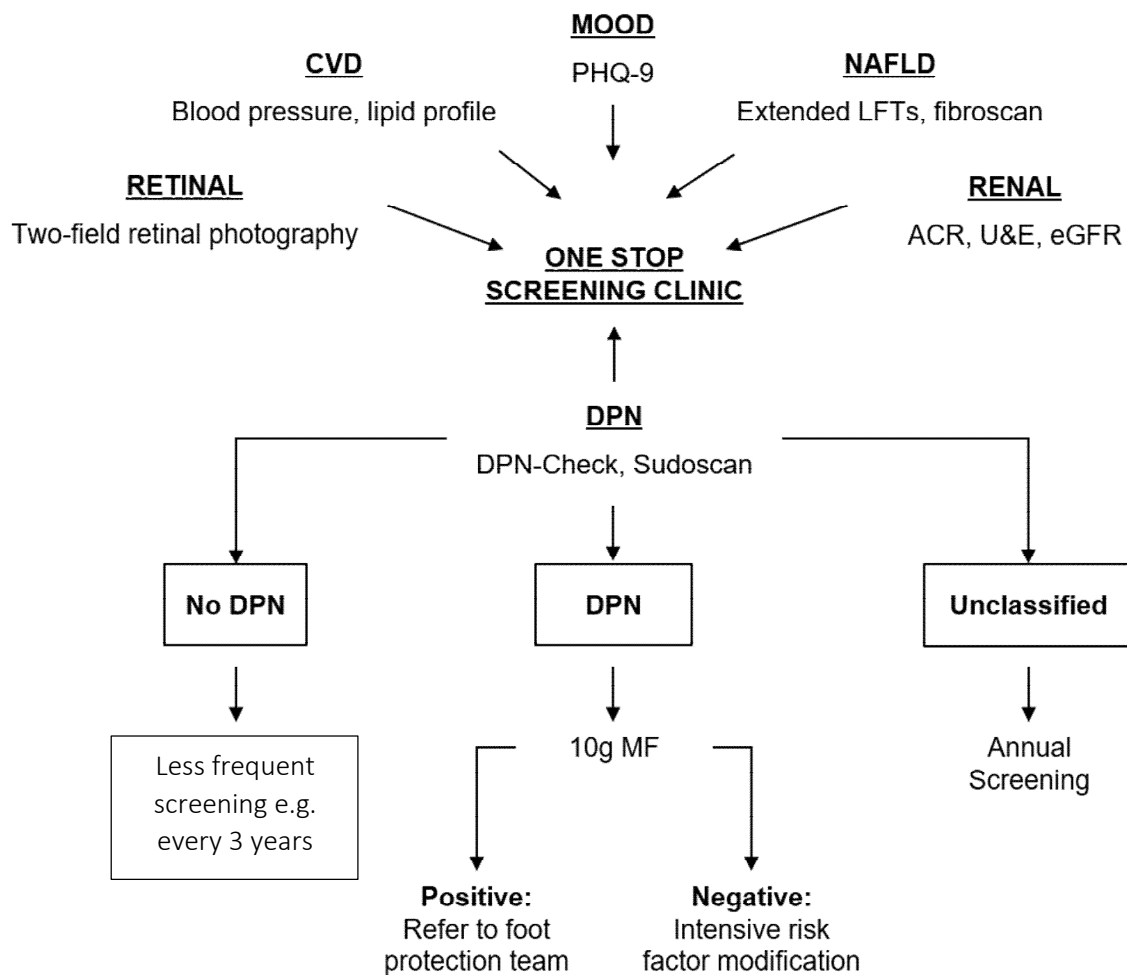 MOOD
PHQ-9
CVD
Blood pressure, lipid profile
NAFLD
Extended LFTs, fibroscan
RETINAL
Two-field retinal photography
RENAL
ACR, U&E, eGFR
ONE STOP
SCREENING CLINIC
DPN
DPN-Check, Sudoscan
No DPN
DPN
Unclassified
Less frequent
screening e.g.
every 3 years
10g MF
Annual
Screening
Positive:
Refer to foot
protection team
Negative:
Intensive risk
factor modification